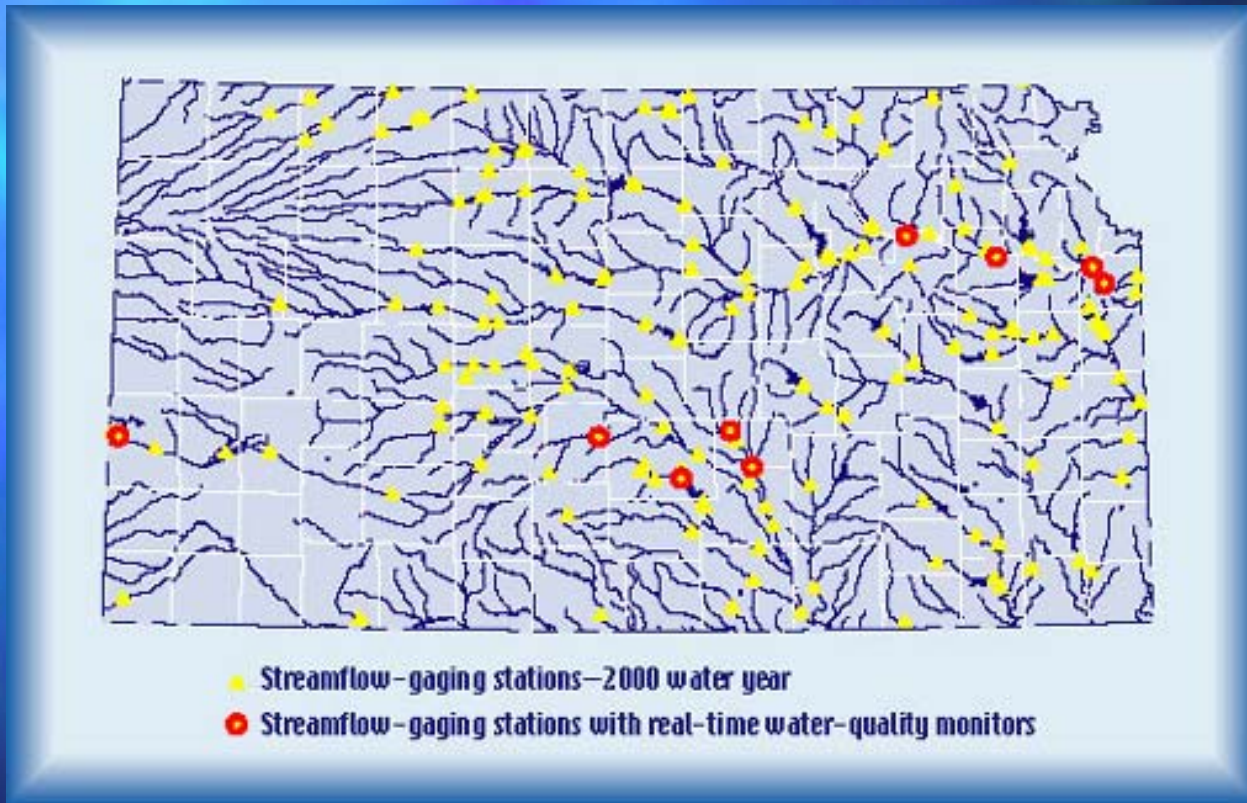 Streamflow-gaging stations—2000 water year
Streamflow-gaging stations with real-time water-quality monitors